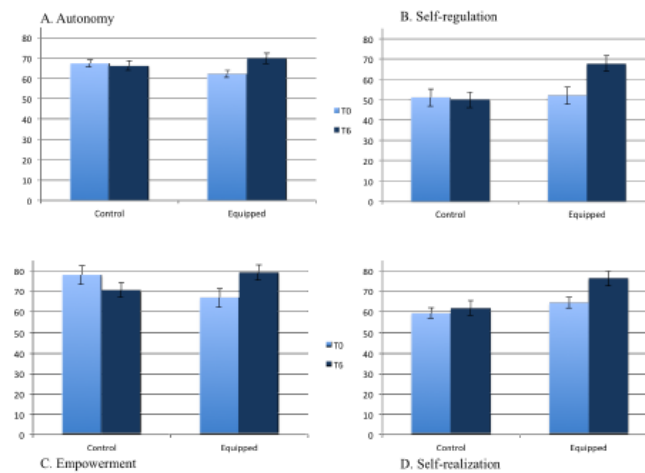 A. Autonomy
80
70
60
50
40
30
20
10
0
Control
Equipped
T0
T6
B. Self-regulation
80
70
60
50
40
30
20
10
0
Control
Equipped
80
70
60
50
40
30
20
10
0
Control
Equipped
C. Empowerment
T0
T6
80
70
60
50
40
30
20
10
0
Control
Equipped
D. Self-realization